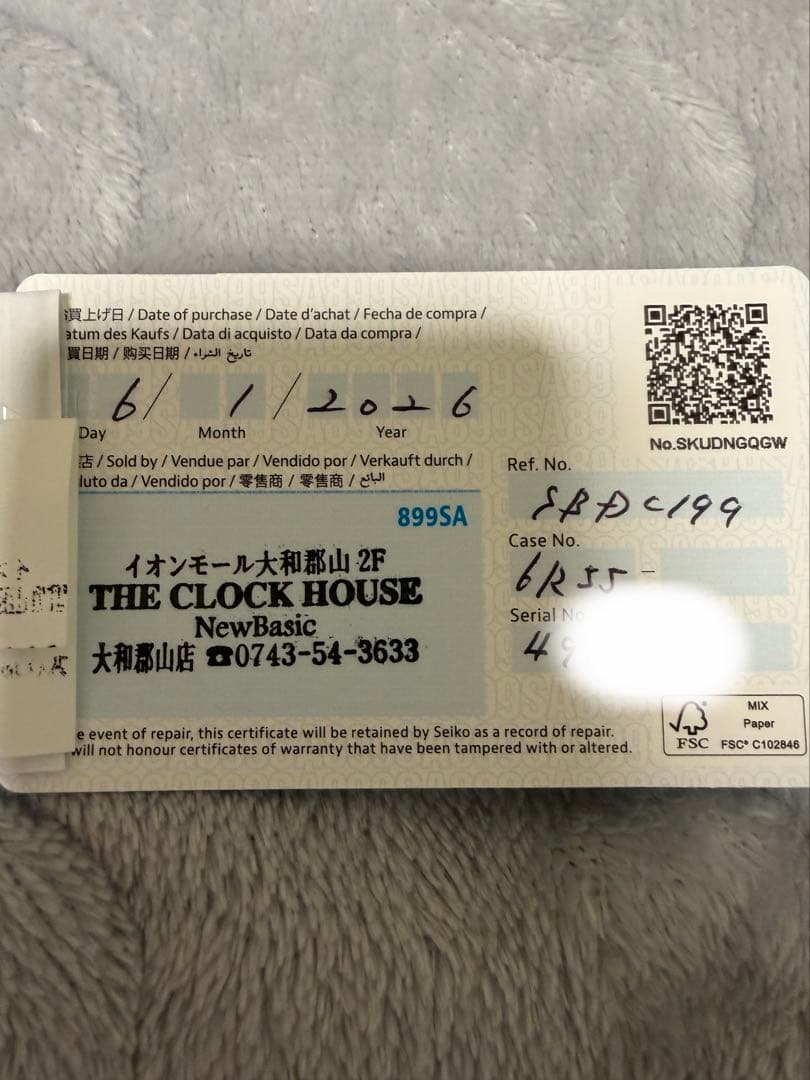 買上げ日 / Date of purchase / Date d'achat / Fecha de compra /
atum des Kaufs / Data di acquisto / Data da compra /
買日期 / 购买日期 / تاريخ الشراء
6/ 1 /2026
Day Month Year
店 / Sold by / Vendue par / Vendido por / Verkauft durch /
luto da / Vendido por / 零售商 / 零售商 / البائع
899SA
イオンモール大和郡山 2F
THE CLOCK HOUSE
NewBasic
大和郡山店 ☎0743-54-3633
No.SKUDNGQGW
Ref. No.
SBDC199
Case No.
6R55-
Serial No
49
e event of repair, this certificate will be retained by Seiko as a record of repair.
will not honour certificates of warranty that have been tampered with or altered.
MIX
Paper
FSC FSC® C102846